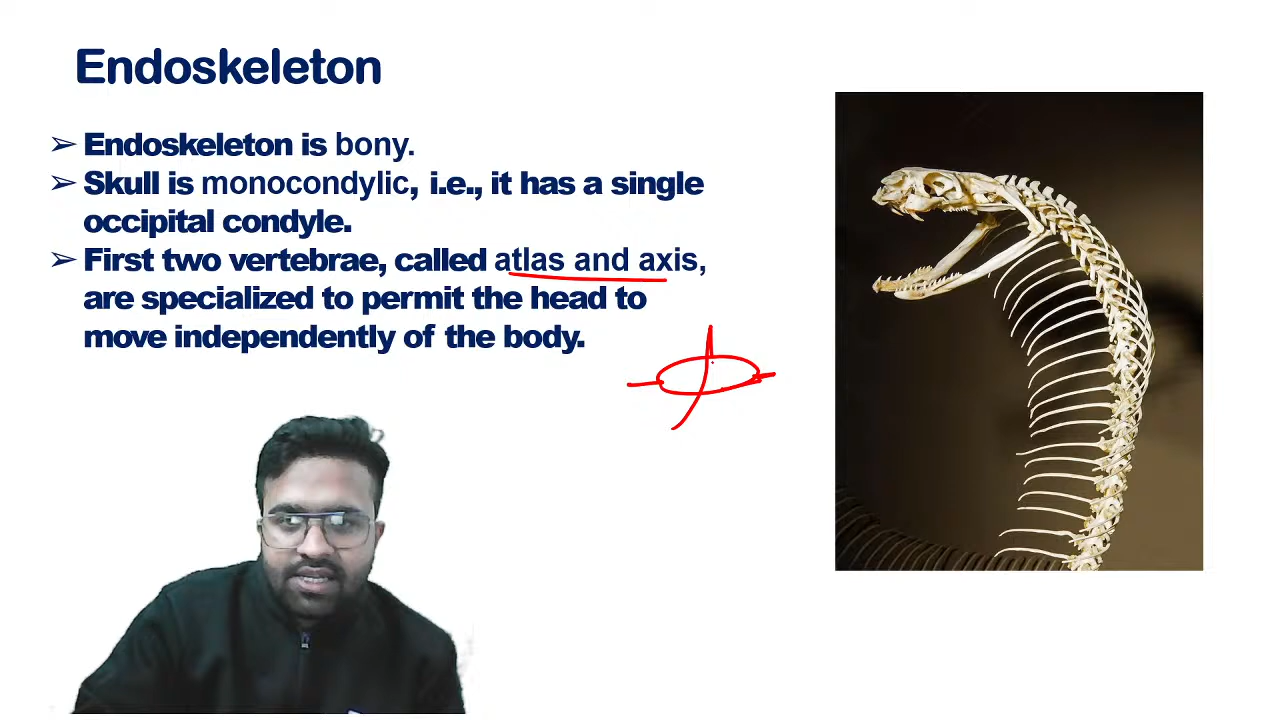 Endoskeleton
➢ Endoskeleton is bony.
➢ Skull is monocondylic, i.e., it has a single
occipital condyle.
➢ First two vertebrae, called atlas and axis,
are specialized to permit the head to
move independently of the body.